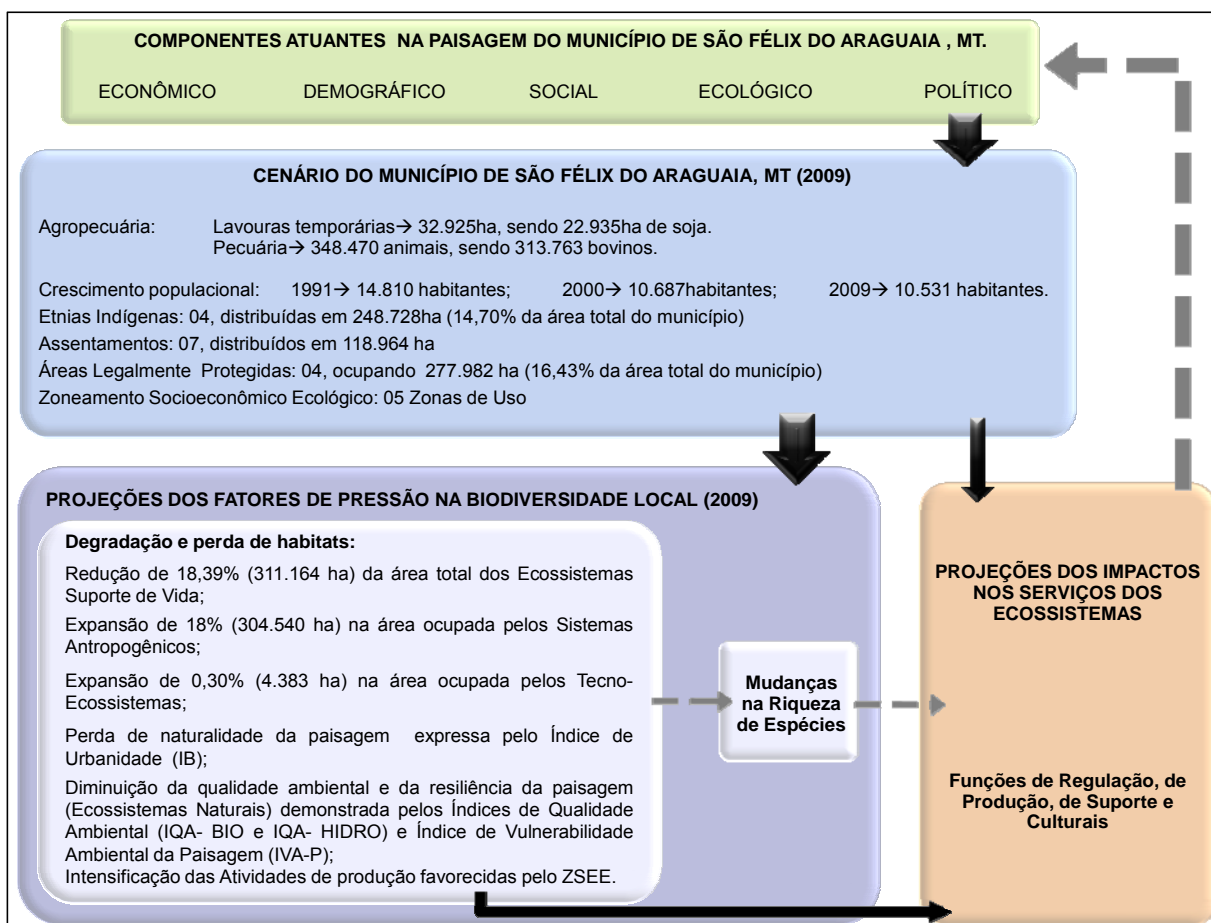 COMPONENTES ATUANTES NA PAISAGEM DO MUNICÍPIO DE SÃO FÉLIX DO ARAGUAIA , MT.
ECONÔMICO DEMOGRÁFICO SOCIAL ECOLÓGICO POLÍTICO
CENÁRIO DO MUNICÍPIO DE SÃO FÉLIX DO ARAGUAIA, MT (2009)
Agropecuária: Lavouras temporárias→ 32.925ha, sendo 22.935ha de soja.
Pecuária→ 348.470 animais, sendo 313.763 bovinos.
Crescimento populacional: 1991→ 14.810 habitantes; 2000→ 10.687habitantes; 2009→ 10.531 habitantes.
Etnias Indígenas: 04, distribuídas em 248.728ha (14,70% da área total do município)
Assentamentos: 07, distribuídos em 118.964 ha
Áreas Legalmente Protegidas: 04, ocupando 277.982 ha (16,43% da área total do município)
Zoneamento Socioeconômico Ecológico: 05 Zonas de Uso
PROJEÇÕES DOS FATORES DE PRESSÃO NA BIODIVERSIDADE LOCAL (2009)
Degradação e perda de habitats:
Redução de 18,39% (311.164 ha) da área total dos Ecossistemas
Suporte de Vida;
Expansão de 18% (304.540 ha) na área ocupada pelos Sistemas
Antropogênicos;
Expansão de 0,30% (4.383 ha) na área ocupada pelos Tecno-
Ecossistemas;
Perda de naturalidade da paisagem expressa pelo Índice de
Urbanidade (IB);
Diminuição da qualidade ambiental e da resiliência da paisagem
(Ecossistemas Naturais) demonstrada pelos Índices de Qualidade
Ambiental (IQA- BIO e IQA- HIDRO) e Índice de Vulnerabilidade
Ambiental da Paisagem (IVA-P);
Intensificação das Atividades de produção favorecidas pelo ZSEE.
Mudanças
na Riqueza
de Espécies
PROJEÇÕES DOS IMPACTOS
NOS SERVIÇOS DOS
ECOSSISTEMAS
Funções de Regulação, de
Produção, de Suporte e
Culturais